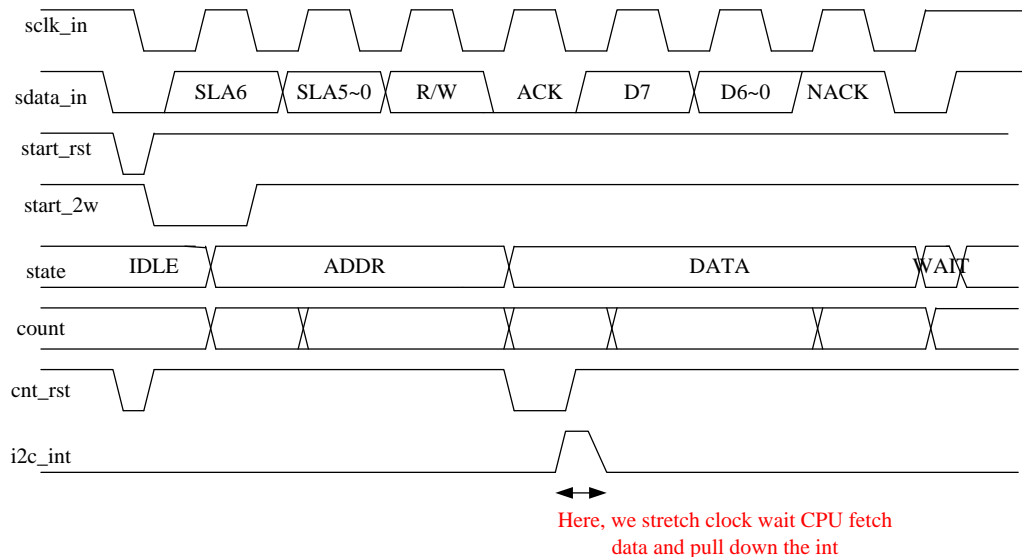 sclk_in
sdata_in SLA6 SLA5~0 R/W ACK D7 D6~0 NACK
start_rst
start_2w
state IDLE ADDR DATA WAIT
count
cnt_rst
i2c_int
Here, we stretch clock wait CPU fetch
data and pull down the int